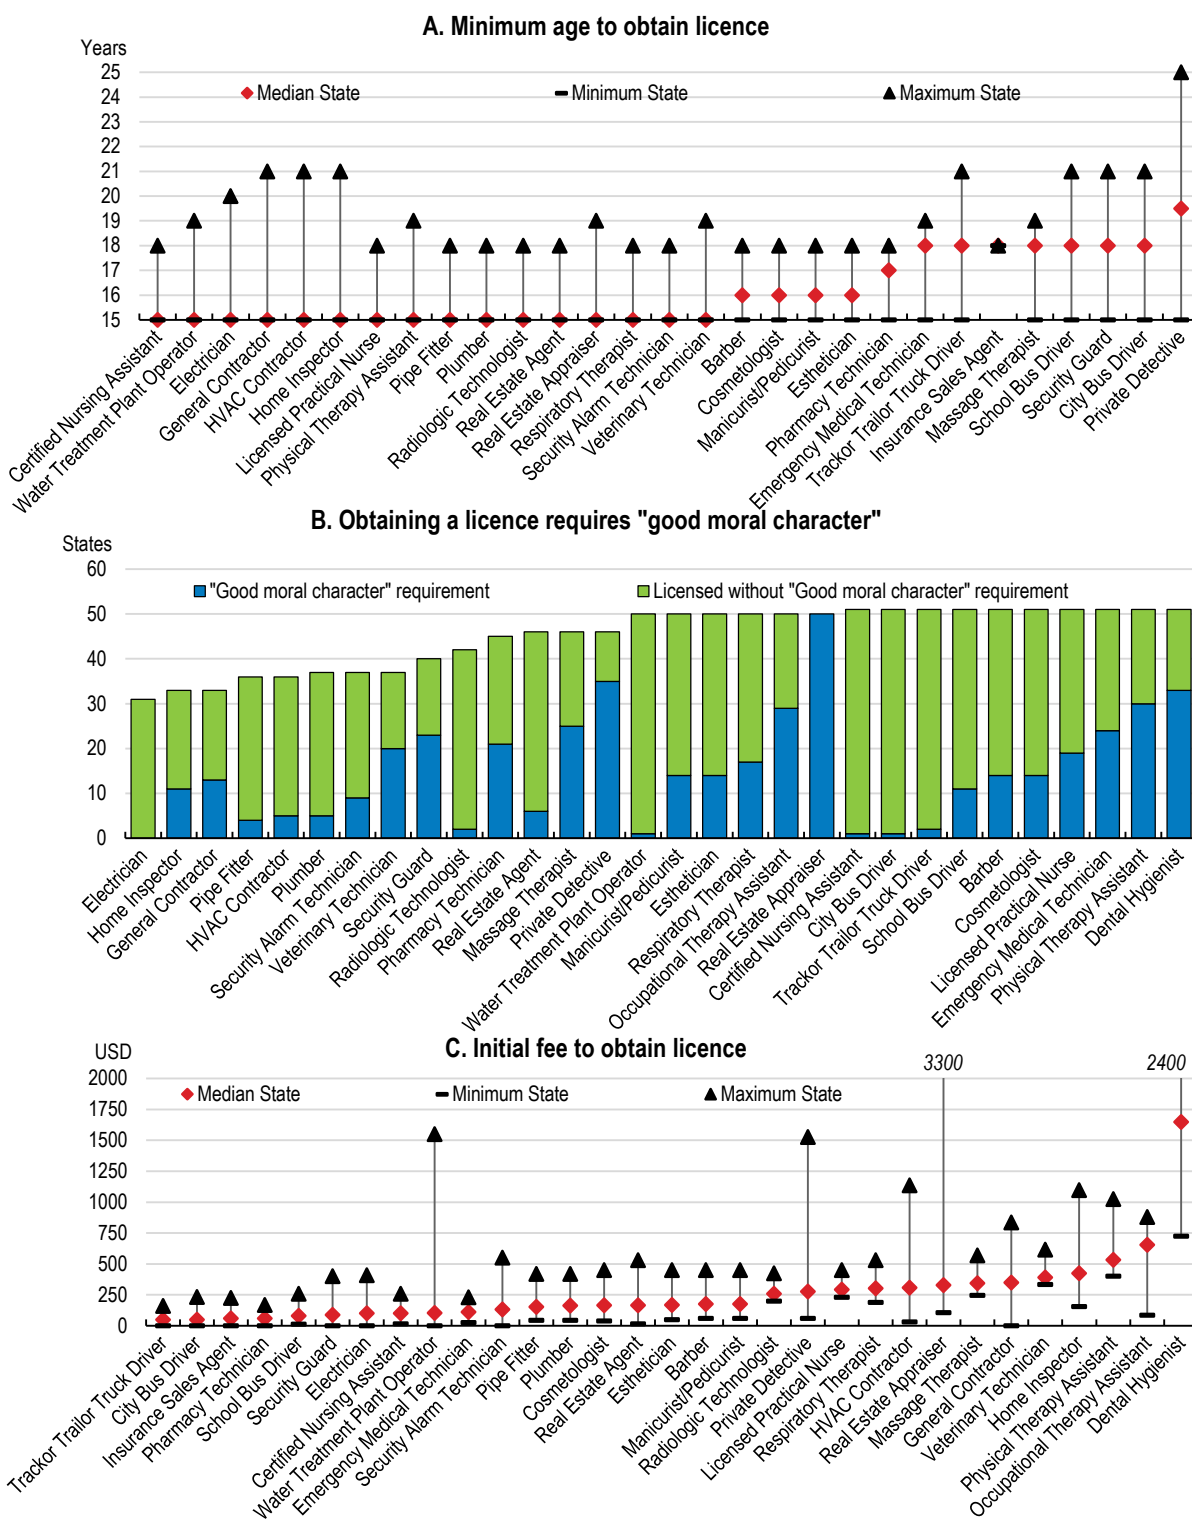 A. Minimum age to obtain licence
Years
25
24
23
22
21
20
19
18
17
16
15
Median State
Minimum State
Maximum State
Certified Nursing Assistant
Water Treatment Plant Operator
Electrician
General Contractor
HVAC Contractor
Home Inspector
Licensed Practical Nurse
Physical Therapy Assistant
Pipe Fitter
Plumber
Radiologic Technologist
Real Estate Agent
Real Estate Appraiser
Respiratory Therapist
Security Alarm Technician
Veterinary Technician
Barber
Cosmetologist
Manicurist/Pedicurist
Esthetician
Pharmacy Technician
Emergency Medical Technician
Trackor Trailor Truck Driver
Insurance Sales Agent
Massage Therapist
School Bus Driver
Security Guard
City Bus Driver
Private Detective
B. Obtaining a licence requires "good moral character"
States
60
50
40
30
20
10
0
"Good moral character" requirement
Licensed without "Good moral character" requirement
Electrician
Home Inspector
General Contractor
Pipe Fitter
HVAC Contractor
Plumber
Security Alarm Technician
Veterinary Technician
Security Guard
Radiologic Technologist
Pharmacy Technician
Real Estate Agent
Massage Therapist
Private Detective
Water Treatment Plant Operator
Manicurist/Pedicurist
Esthetician
Respiratory Therapist
Occupational Therapy Assistant
Real Estate Appraiser
Certified Nursing Assistant
City Bus Driver
Trackor Trailor Truck Driver
School Bus Driver
Barber
Cosmetologist
Licensed Practical Nurse
Emergency Medical Technician
Physical Therapy Assistant
Dental Hygienist
C. Initial fee to obtain licence
USD
3300
2400
2000
1750
1500
1250
1000
750
500
250
0
Median State
Minimum State
Maximum State
Trackor Trailor Truck Driver
City Bus Driver
Insurance Sales Agent
Pharmacy Technician
School Bus Driver
Security Guard
Electrician
Certified Nursing Assistant
Water Treatment Plant Operator
Emergency Medical Technician
Security Alarm Technician
Pipe Fitter
Plumber
Cosmetologist
Real Estate Agent
Esthetician
Barber
Manicurist/Pedicurist
Radiologic Technologist
Private Detective
Licensed Practical Nurse
Respiratory Therapist
HVAC Contractor
Real Estate Appraiser
Massage Therapist
General Contractor
Veterinary Technician
Home Inspector
Physical Therapy Assistant
Occupational Therapy Assistant
Dental Hygienist